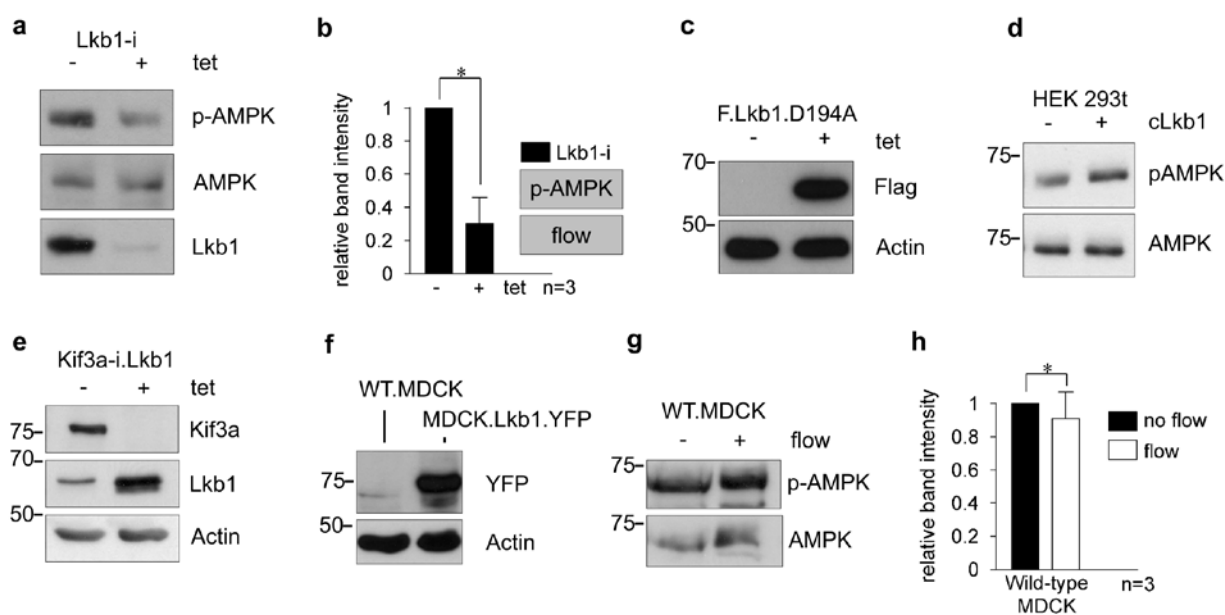 a
Lkb1-i
- + tet
p-AMPK
AMPK
Lkb1
b
*
relative band intensity
1
0.8
0.6
0.4
0.2
0
- + tet n=3
Lkb1-i
p-AMPK
flow
c
F.Lkb1.D194A
- + tet
70
Flag
50
Actin
d
HEK 293t
- + cLkb1
75
pAMPK
75
AMPK
e
Kif3a-i.Lkb1
- + tet
75
Kif3a
70
Lkb1
50
Actin
f
WT.MDCK
MDCK.Lkb1.YFP
75
YFP
50
Actin
g
WT.MDCK
- + flow
75
p-AMPK
75
AMPK
h
*
relative band intensity
1
0.8
0.6
0.4
0.2
0
no flow
flow
Wild-type n=3
MDCK